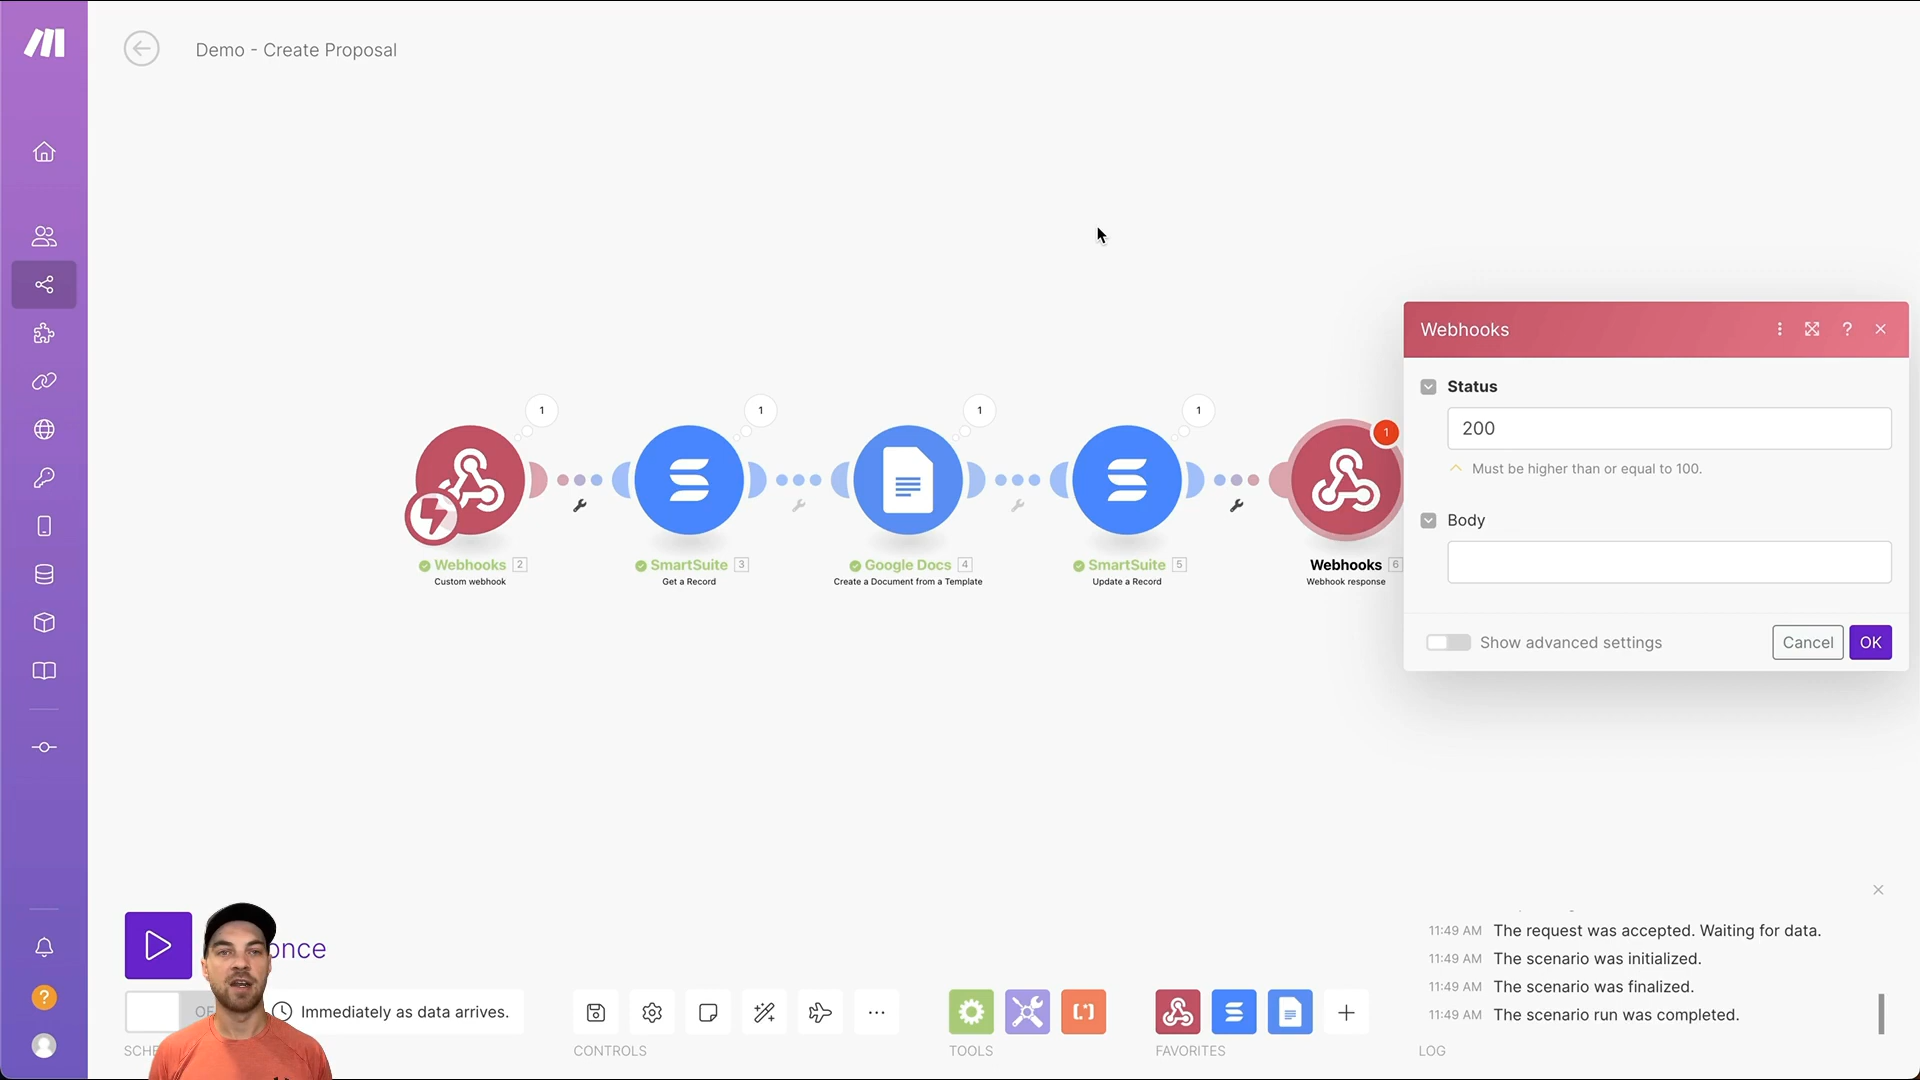 Demo - Create Proposal
Webhooks
Status
200
Must be higher than or equal to 100.
Body
Show advanced settings
Cancel
OK
1
1
1
1
1
Webhooks 2
Custom webhook
SmartSuite 3
Get a Record
Google Docs 4
Create a Document from a Template
SmartSuite 5
Update a Record
Webhooks 6
Webhook response
once
Immediately as data arrives.
CONTROLS
TOOLS
[*]
FAVORITES
11:49 AM The request was accepted. Waiting for data.
11:49 AM The scenario was initialized.
11:49 AM The scenario was finalized.
11:49 AM The scenario run was completed.
LOG